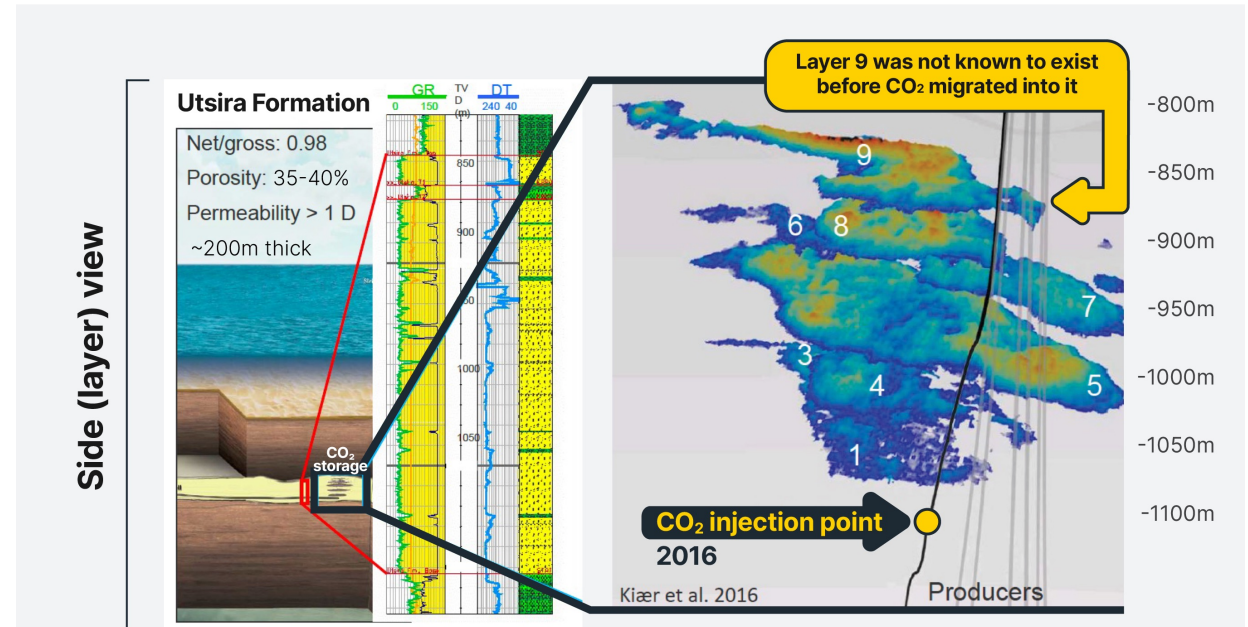 Side (layer) view
Utsira Formation
Net/gross: 0.98
Porosity: 35-40%
Permeability > 1 D
~200m thick
CO₂
storage
GR
0 150
TV
D
(m)
DT
240 40
850
900
1000
1050
Layer 9 was not known to exist
before CO₂ migrated into it
9
6
8
7
3
4
5
1
CO₂ injection point
2016
Kiær et al. 2016
Producers
-800m
-850m
-900m
-950m
-1000m
-1050m
-1100m